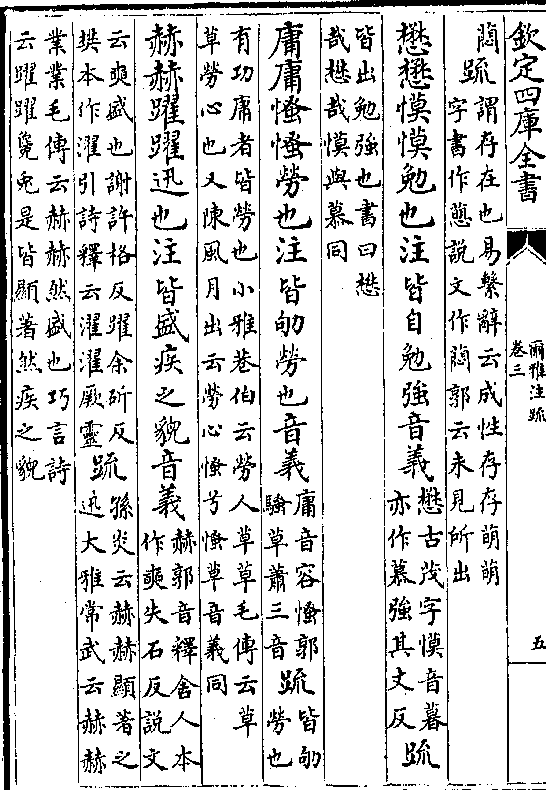 欽定四庫全書
爾雅注疏
卷三
五
蕳疏
謂存在也易繫辭云成性存存萌萌
字書作蕄說文作蕳郭云未見所出
懋懋慔慔勉也注皆自勉強音義
懋古茂字慔音暮
亦作慕強其丈反
疏
皆出勉強也書曰懋
哉懋哉慔與慕同
庸庸慅慅勞也注皆劬勞也音義
庸音容慅郭
騷草蕭三音
疏
皆劬
勞也
有功庸者皆勞也小雅巷伯云勞人草草毛傳云草
草勞心也又陳風月出云勞心慅兮慅草音義同
赫赫躍躍迅也注皆盛疾之貌音義
赫郭音釋舍人本
作奭失石反說文
云奭盛也謝許格反躍余斫反
樊本作濯引詩釋云濯濯厥靈
疏
孫炎云赫赫顯著之
迅大雅常武云赫赫
業業毛傳云赫赫然盛也巧言詩
云躍躍毚兎是皆顯著然疾之貌